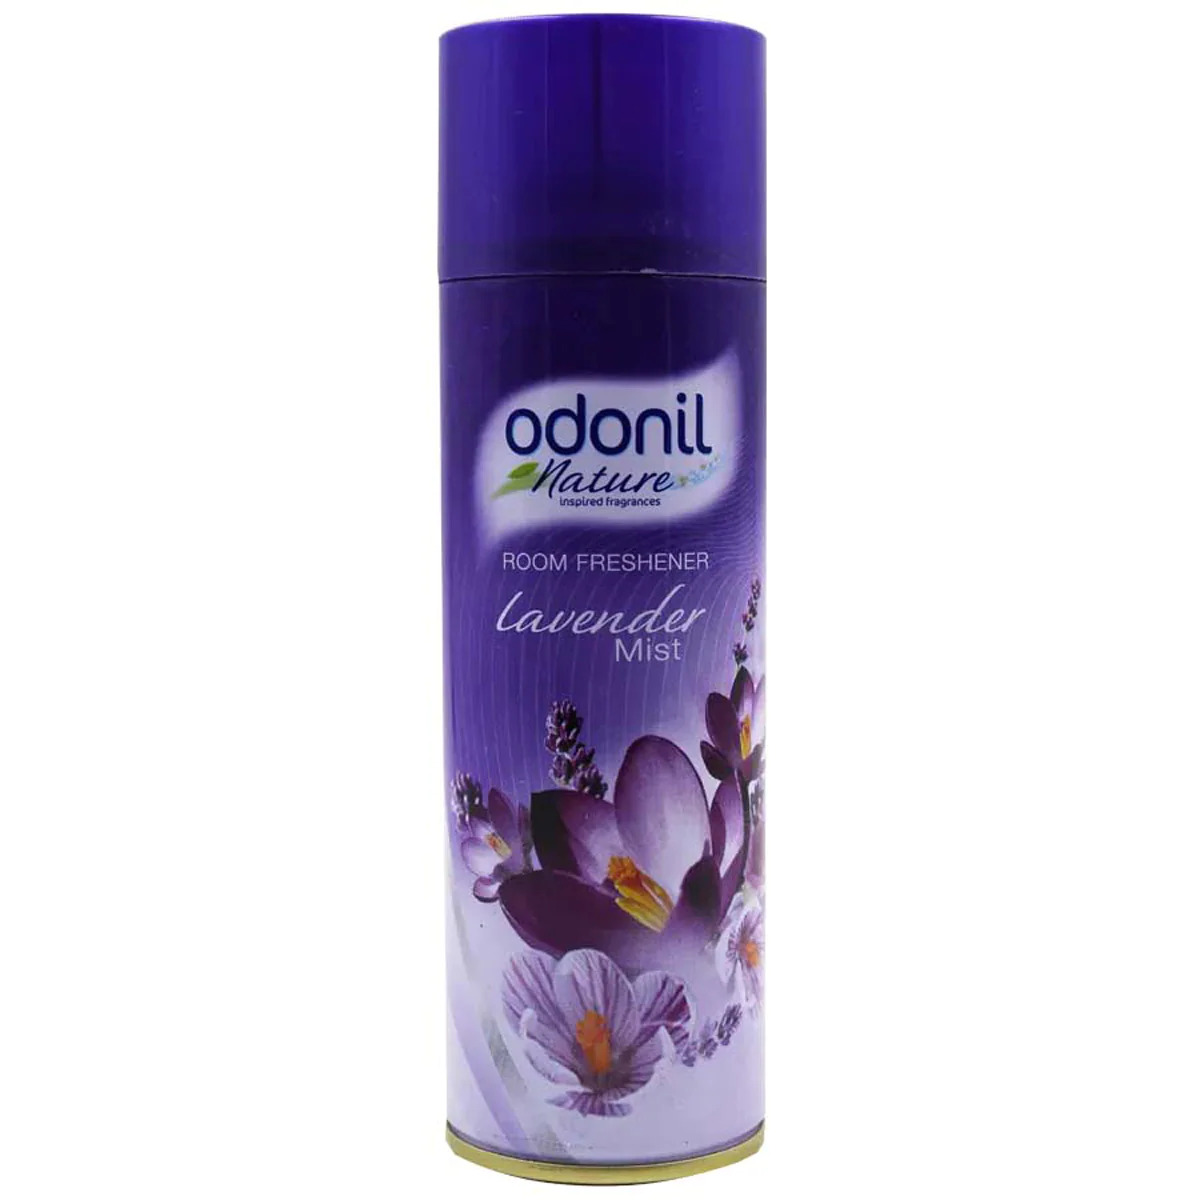 odonil
Nature
inspired fragrances
ROOM FRESHENER
Lavender
Mist